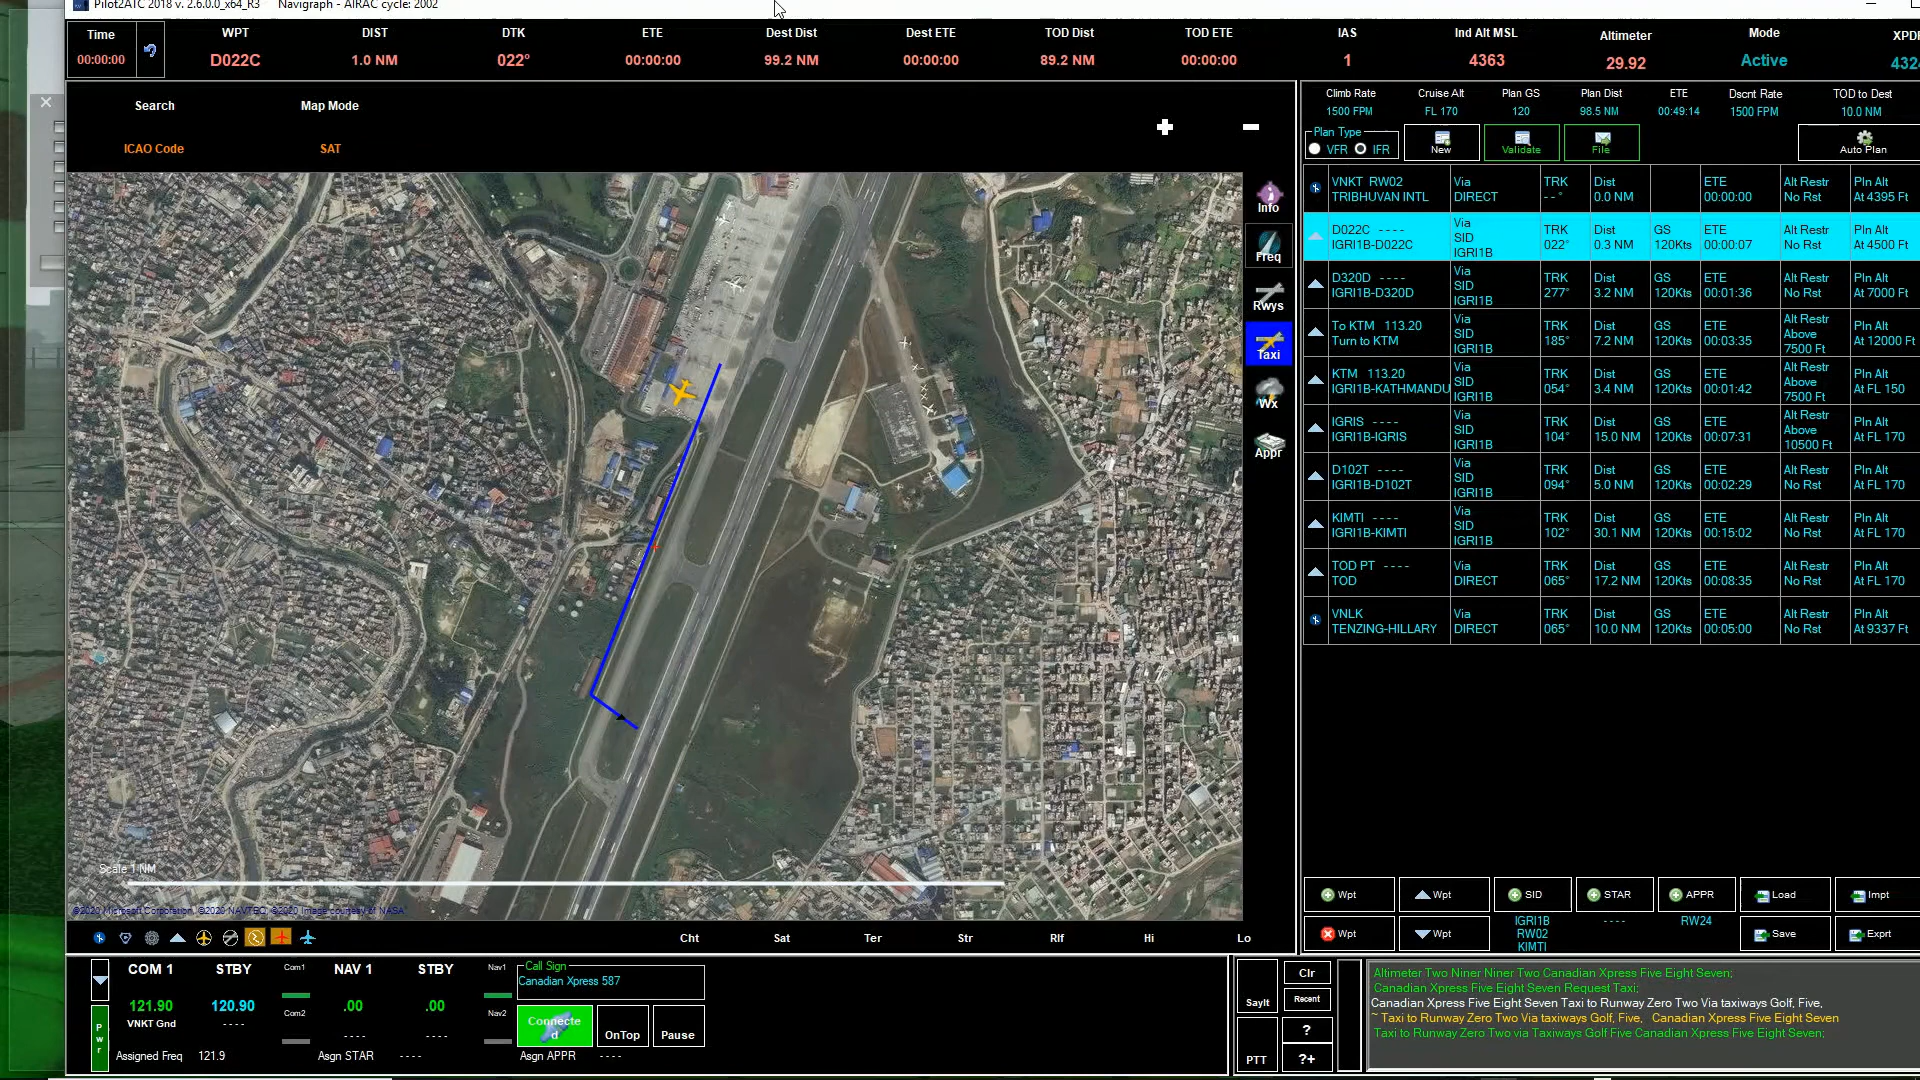 Pilot2ATC 2018 v. 2.6.0.0_x64_R3 Navigraph - AIRAC cycle: 2002
Time WPT DIST DTK ETE Dest Dist Dest ETE TOD Dist TOD ETE IAS Ind Alt MSL Altimeter Mode XPDR
00:00:00 D022C 1.0 NM 022° 00:00:00 99.2 NM 00:00:00 89.2 NM 00:00:00 1 4363 29.92 Active 432
Search Map Mode
ICAO Code SAT
Climb Rate Cruise Alt Plan GS Plan Dist ETE Dscnt Rate TOD to Dest
1500 FPM FL 170 120 98.5 NM 00:49:14 1500 FPM 10.0 NM
Plan Type
VFR IFR New Validate File Auto Plan
VNKT RW02 Via TRK Dist ETE Alt Restr Pln Alt
TRIBHUVAN INTL DIRECT - - ° 0.0 NM 00:00:00 No Rst At 4395 Ft
D022C - - - - Via TRK Dist GS ETE Alt Restr Pln Alt
IGRI1B-D022C SID 022° 0.3 NM 120Kts 00:00:07 No Rst At 4500 Ft
IGRI1B
D320D - - - - Via TRK Dist GS ETE Alt Restr Pln Alt
IGRI1B-D320D SID 277° 3.2 NM 120Kts 00:01:36 No Rst At 7000 Ft
IGRI1B
To KTM 113.20 Via TRK Dist GS ETE Alt Restr Pln Alt
Turn to KTM SID 185° 7.2 NM 120Kts 00:03:35 Above At 12000 Ft
IGRI1B 7500 Ft
KTM 113.20 Via TRK Dist GS ETE Alt Restr Pln Alt
IGRI1B-KATHMANDU SID 054° 3.4 NM 120Kts 00:01:42 Above At FL 150
IGRI1B 7500 Ft
IGRIS - - - - Via TRK Dist GS ETE Alt Restr Pln Alt
IGRI1B-IGRIS SID 104° 15.0 NM 120Kts 00:07:31 Above At FL 170
IGRI1B 10500 Ft
D102T - - - - Via TRK Dist GS ETE Alt Restr Pln Alt
IGRI1B-D102T SID 094° 5.0 NM 120Kts 00:02:29 No Rst At FL 170
IGRI1B
KIMTI - - - - Via TRK Dist GS ETE Alt Restr Pln Alt
IGRI1B-KIMTI SID 102° 30.1 NM 120Kts 00:15:02 No Rst At FL 170
IGRI1B
TOD PT - - - - Via TRK Dist GS ETE Alt Restr Pln Alt
TOD DIRECT 065° 17.2 NM 120Kts 00:08:35 No Rst At FL 170
VNLK Via TRK Dist GS ETE Alt Restr Pln Alt
TENZING-HILLARY DIRECT 065° 10.0 NM 120Kts 00:05:00 No Rst At 9337 Ft
Info
Freq
Rwys
Taxi
Wx
Appr
Scale 1 NM
©2020 Microsoft Corporation, ©2020 NAVTEQ, ©2020 Image courtesy of NASA
Cht Sat Ter Str Rlf Hi Lo
Wpt Wpt SID STAR APPR Load Impt
Wpt Wpt IGRI1B - - - - RW24 Save Exprt
RW02
KIMTI
COM 1 STBY Com1 NAV 1 STBY Nav1
121.90 120.90 .00 .00
VNKT Gnd - - - - Com2 - - - - - - - - Nav2
Assigned Freq 121.9 Asgn STAR - - - - Asgn APPR - - - -
Call Sign
Canadian Xpress 587
Connecte
d
OnTop Pause
Pwr
SayIt Clr
Recent
PTT ?
?+
Altimeter Two Niner Niner Two Canadian Xpress Five Eight Seven;
Canadian Xpress Five Eight Seven Request Taxi;
Canadian Xpress Five Eight Seven Taxi to Runway Zero Two Via taxiways Golf, Five,
~ Taxi to Runway Zero Two Via taxiways Golf, Five, Canadian Xpress Five Eight Seven
Taxi to Runway Zero Two via Taxiways Golf Five Canadian Xpress Five Eight Seven;